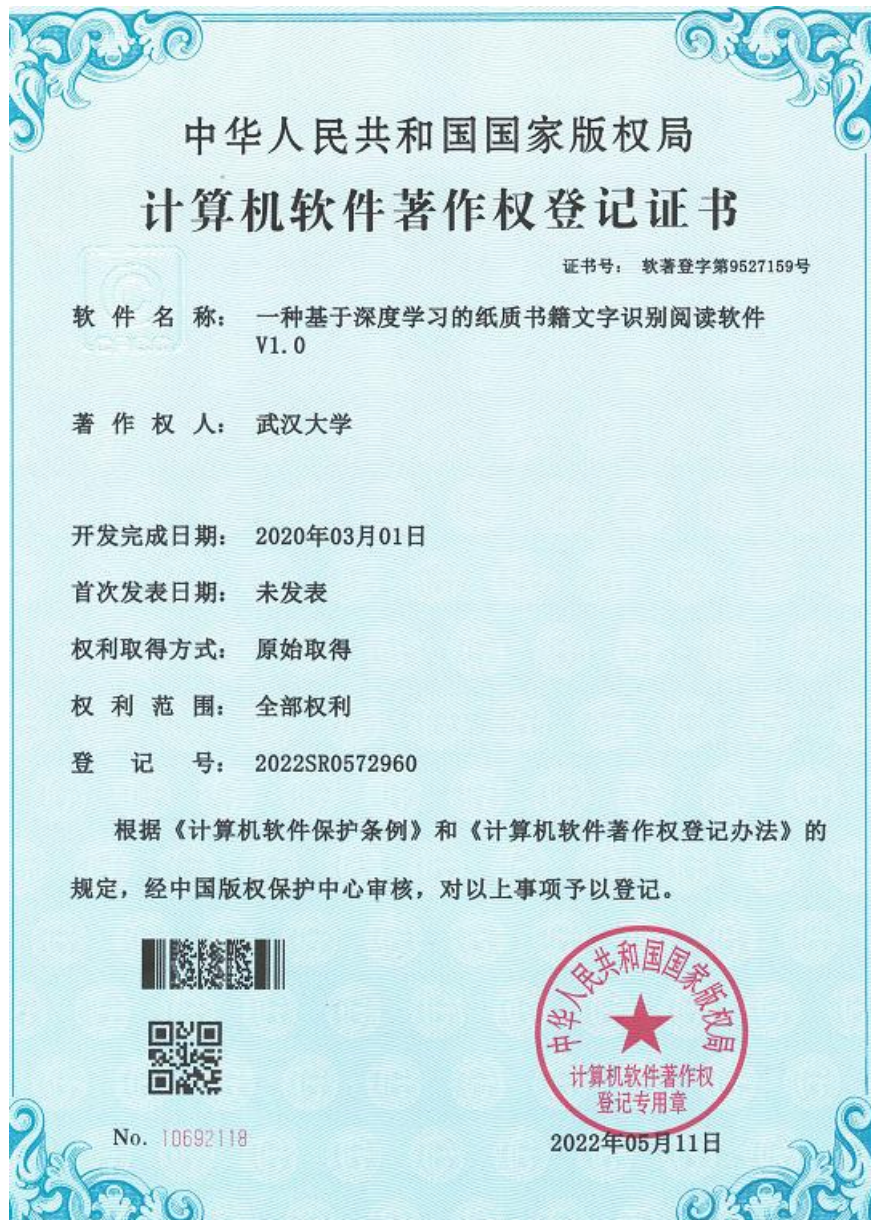 中华人民共和国国家版权局
计算机软件著作权登记证书
证书号： 软著登字第9527159号
软件名称： 一种基于深度学习的纸质书籍文字识别阅读软件
V1.0
著作权人： 武汉大学
开发完成日期： 2020年03月01日
首次发表日期： 未发表
权利取得方式： 原始取得
权利范围： 全部权利
登记号： 2022SR0572960
根据《计算机软件保护条例》和《计算机软件著作权登记办法》的
规定，经中国版权保护中心审核，对以上事项予以登记。
中华人民共和国国家版权局
计算机软件著作权
登记专用章
No. 10692118
2022年05月11日